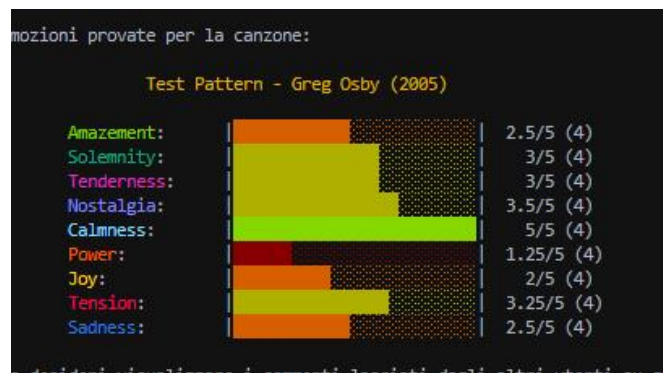 mozioni provate per la canzone:
Test Pattern - Greg Osby (2005)
Amazement: | | 2.5/5 (4)
Solemnity: | | 3/5 (4)
Tenderness: | | 3/5 (4)
Nostalgia: | | 3.5/5 (4)
Calmness: | | 5/5 (4)
Power: | | 1.25/5 (4)
Joy: | | 2/5 (4)
Tension: | | 3.25/5 (4)
Sadness: | | 2.5/5 (4)